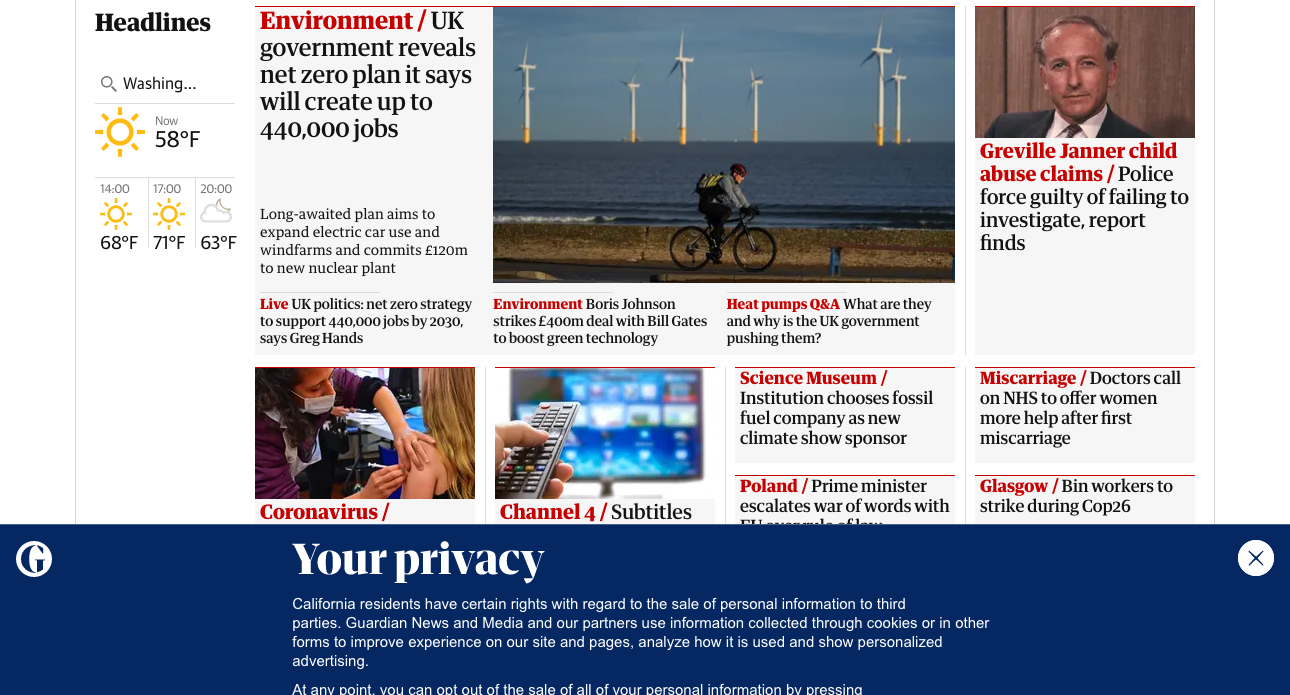 Headlines
Washing...
Now
58°F
14:00
17:00
20:00
68°F
71°F
63°F
Environment / UK
government reveals
net zero plan it says
will create up to
440,000 jobs
Long-awaited plan aims to
expand electric car use and
windfarms and commits £120m
to new nuclear plant
Live UK politics: net zero strategy
to support 440,000 jobs by 2030,
says Greg Hands
Environment Boris Johnson
strikes £400m deal with Bill Gates
to boost green technology
Heat pumps Q&A What are they
and why is the UK government
pushing them?
Greville Janner child
abuse claims / Police
force guilty of failing to
investigate, report
finds
Coronavirus /
Channel 4 / Subtitles
Science Museum /
Institution chooses fossil
fuel company as new
climate show sponsor
Poland / Prime minister
escalates war of words with
EU over rule of law
Miscarriage / Doctors call
on NHS to offer women
more help after first
miscarriage
Glasgow / Bin workers to
strike during Cop26
Your privacy
California residents have certain rights with regard to the sale of personal information to third
parties. Guardian News and Media and our partners use information collected through cookies or in other
forms to improve experience on our site and pages, analyze how it is used and show personalized
advertising.
At any point, you can opt out of the sale of all of your personal information by pressing